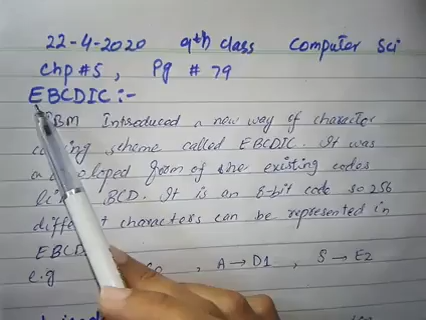 22-4-2020 9th class Computer Sci
Chp #5, Pg # 79
EBCDIC:-
IBM Introduced a new way of character
scheme called EBCDIC. It was
form of the existing codes
BCD. It is an 8-bit code so 256
different characters can be represented in
EBCD
e.g , A → D1 , S → E2